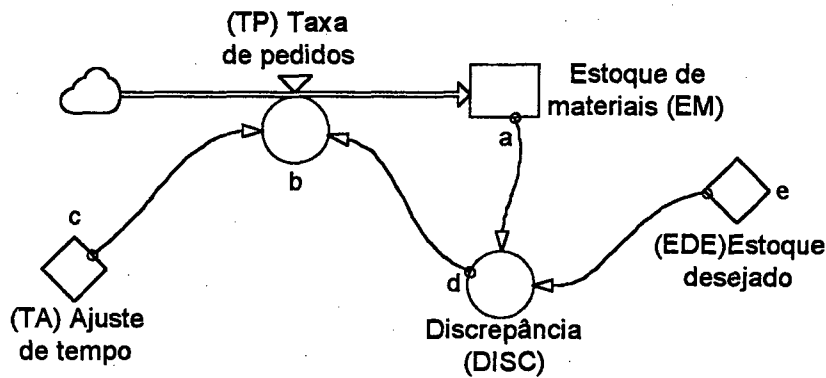 (TP) Taxa
de pedidos
Estoque de
materiais (EM)
a
b
c
e
(EDE)Estoque
desejado
d
(TA) Ajuste
de tempo
Discrepância
(DISC)